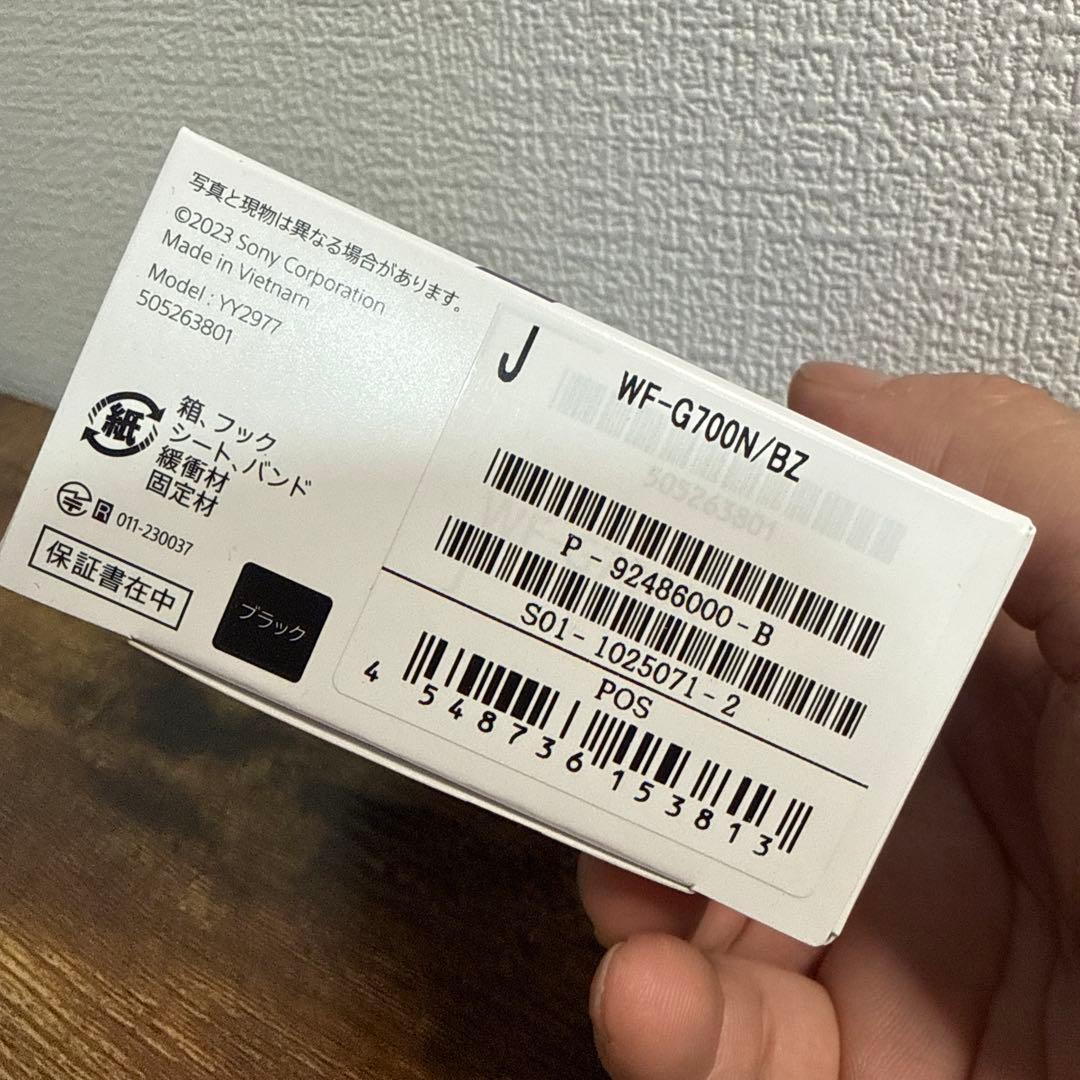 写真と現物は異なる場合があります。
©2023 Sony Corporation
Made in Vietnam
Model : YY2977
505263801
紙
箱、フック
シート、バンド
緩衝材
固定材
R 011-230037
保証書在中
ブラック
J
WF-G700N/BZ
505263801
P-92486000-B
S01-1025071-2
POS
4 548736 153813